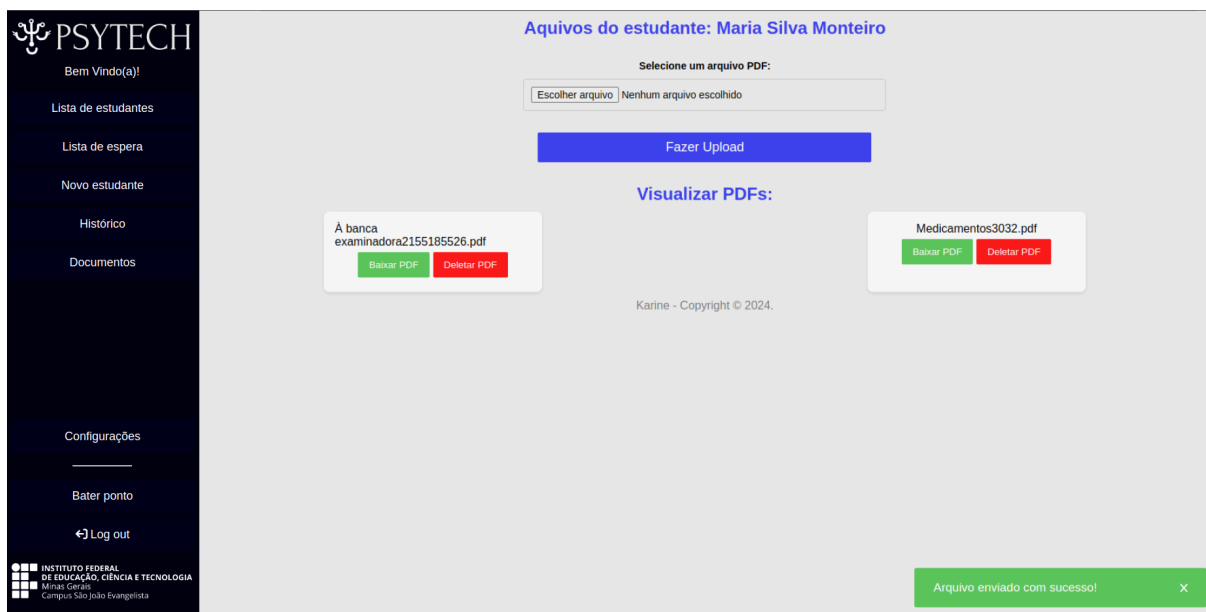 PSYTECH
Bem Vindo(a)!
Lista de estudantes
Lista de espera
Novo estudante
Histórico
Documentos
Configurações
Bater ponto
Log out
INSTITUTO FEDERAL
DE EDUCAÇÃO, CIÊNCIA E TECNOLOGIA
Minas Gerais
Campus São João Evangelista
Aquivos do estudante: Maria Silva Monteiro
Selecione um arquivo PDF:
Escolher arquivo Nenhum arquivo escolhido
Fazer Upload
Visualizar PDFs:
À banca
examinadora2155185526.pdf
Baixar PDF Deletar PDF
Medicamentos3032.pdf
Baixar PDF Deletar PDF
Karine - Copyright © 2024.
Arquivo enviado com sucesso! X